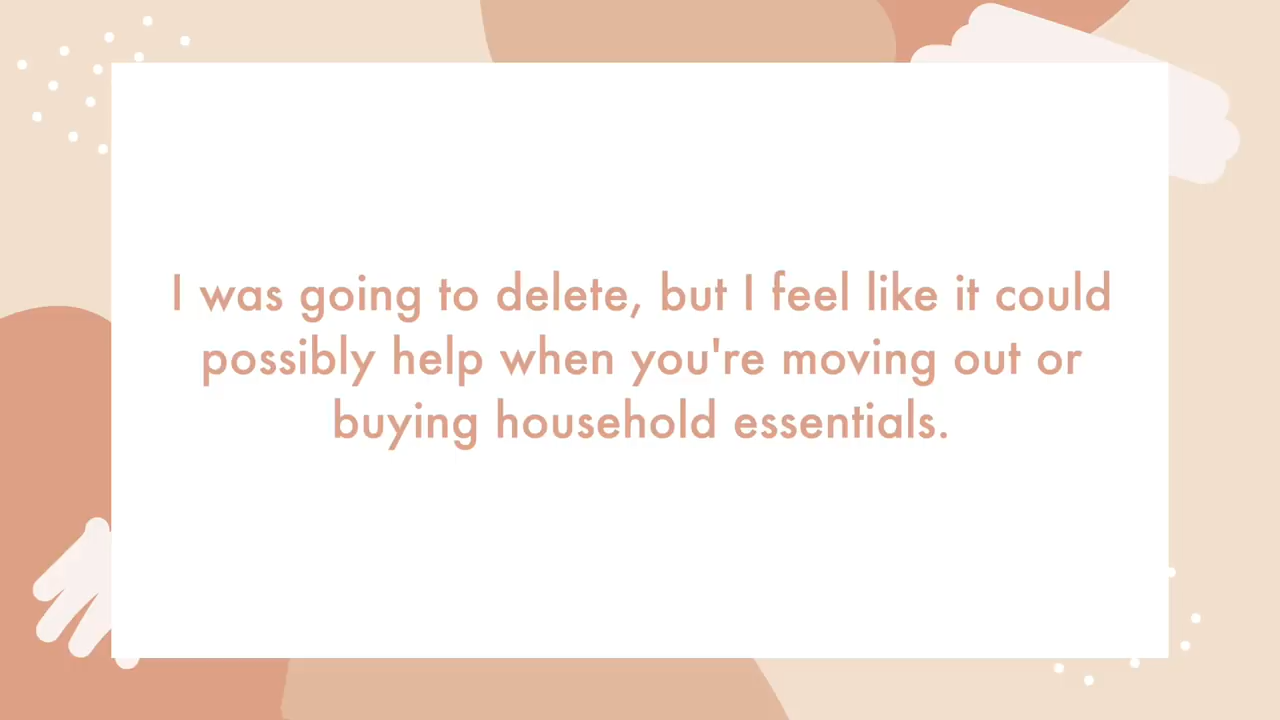 I was going to delete, but I feel like it could
possibly help when you're moving out or
buying household essentials.